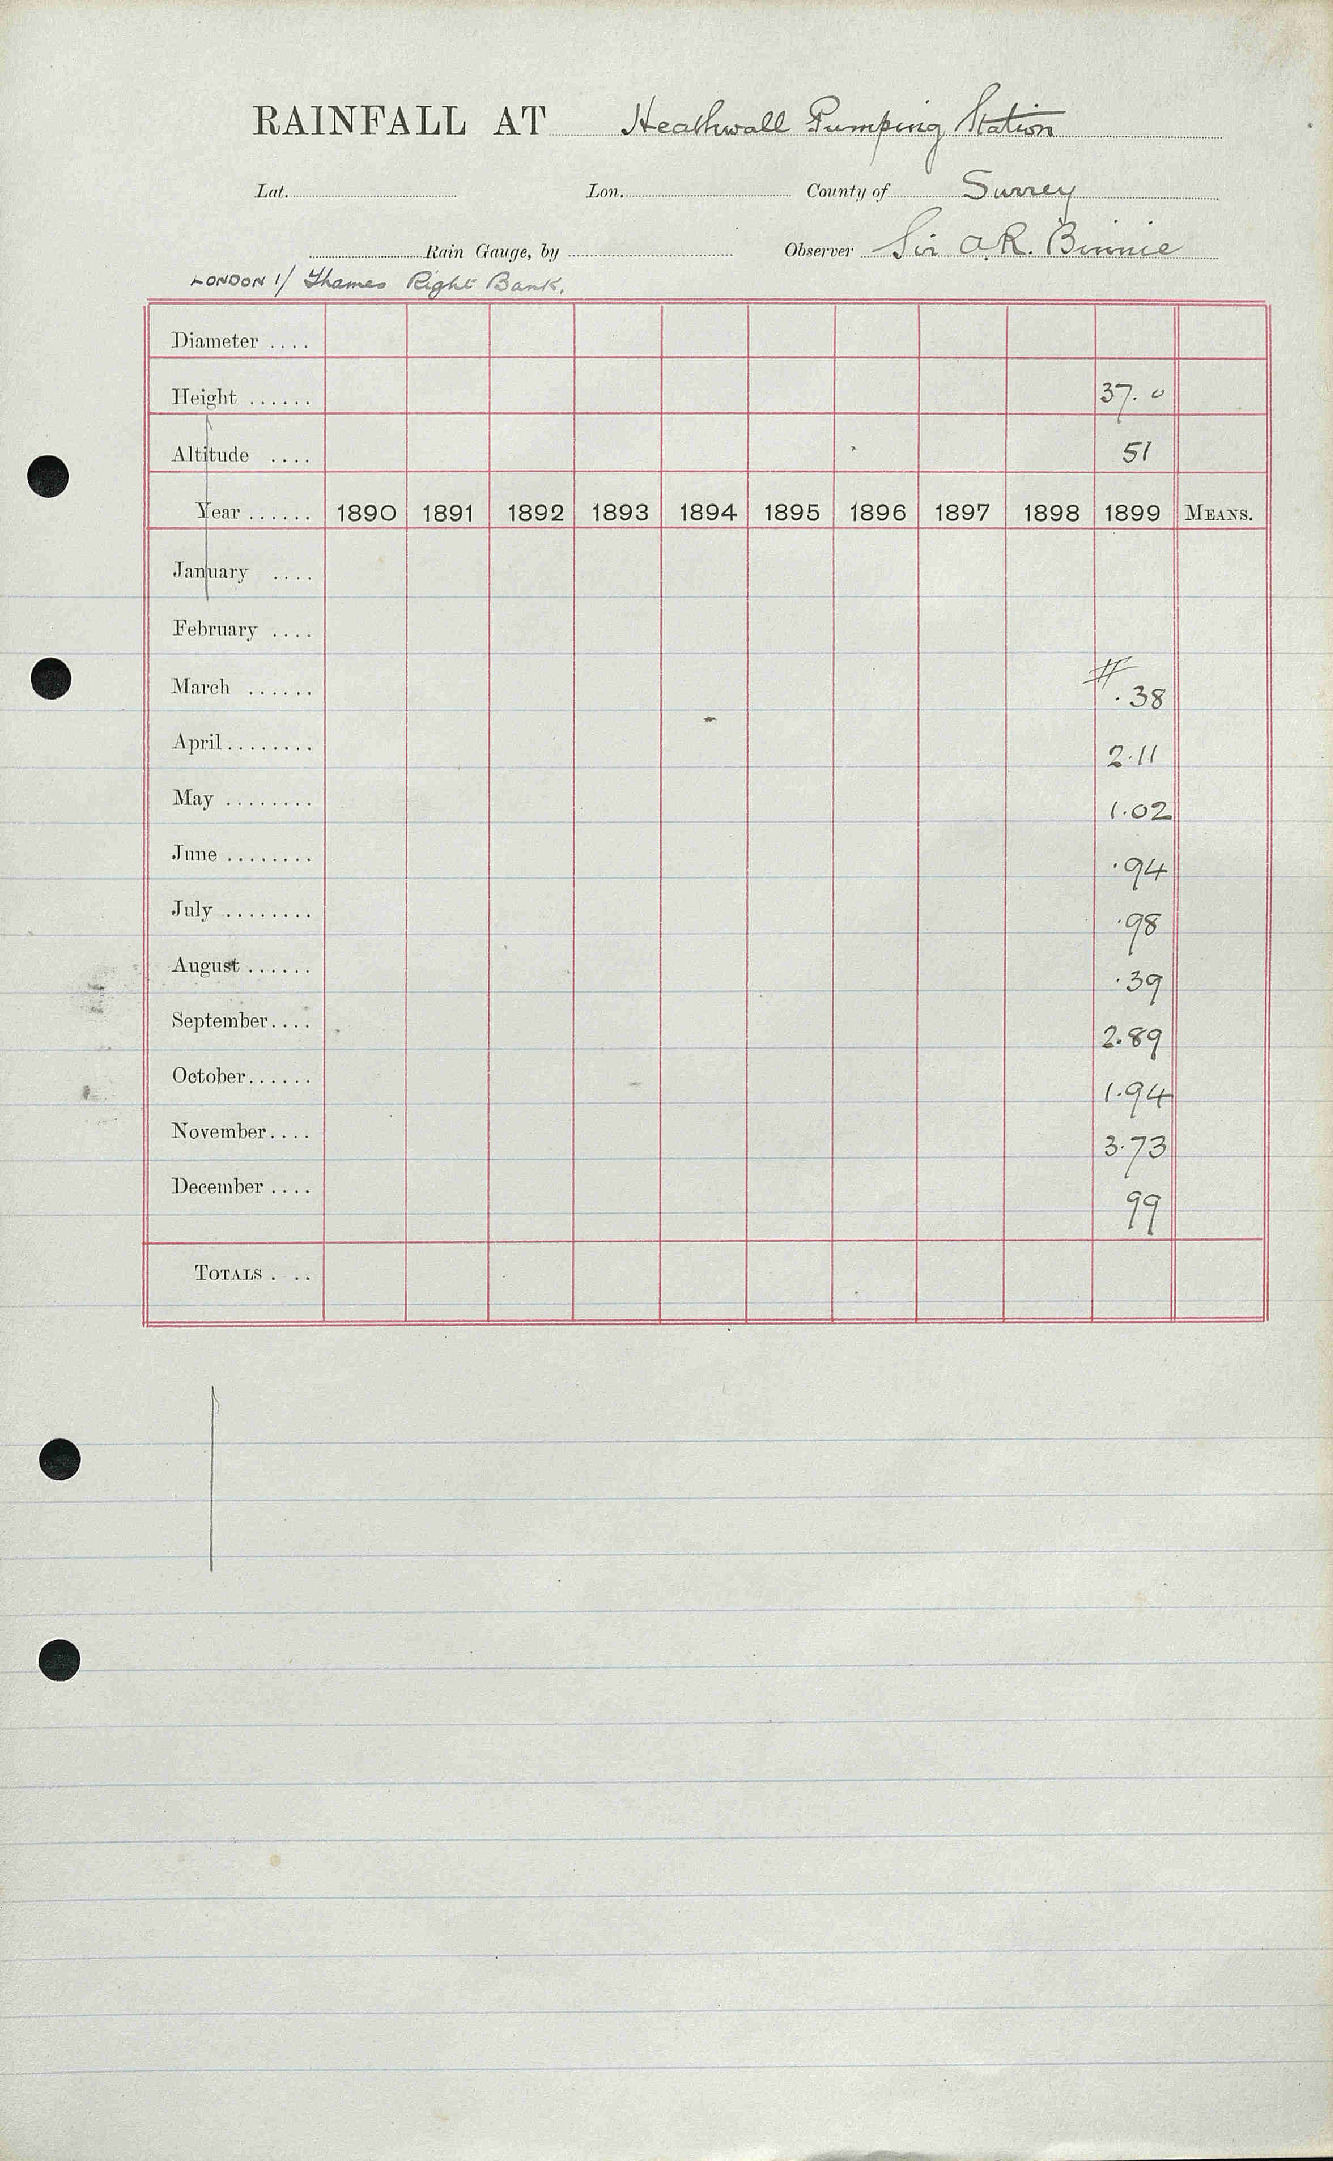 RAINFALL AT Heathwall Pumping Station
Lat. Lon. County of Surrey
Rain Gauge, by Observer Sir A.R. Binnie
LONDON 1/ Thames Right Bank.
Diameter ....
Height ...... 37.0
Altitude .... 51
Year ...... 1890 1891 1892 1893 1894 1895 1896 1897 1898 1899 MEANS.
January ....
February ....
March ...... # .38
April ........ 2.11
May ........ 1.02
June ........ .94
July ........ .98
August ...... .39
September .... 2.89
October ...... 1.94
November .... 3.73
December .... 99
TOTALS . ..